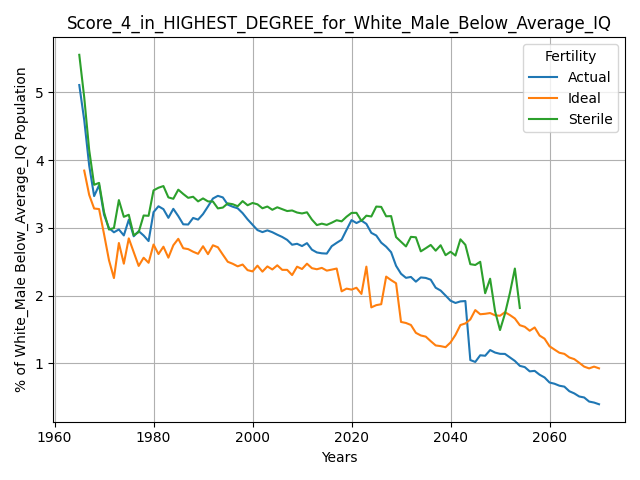 Score_4_in_HIGHEST_DEGREE_for_White_Male_Below_Average_IQ
% of White_Male Below_Average_IQ Population
5
4
3
2
1
Fertility
Actual
Ideal
Sterile
1960
1980
2000
2020
2040
2060
Years